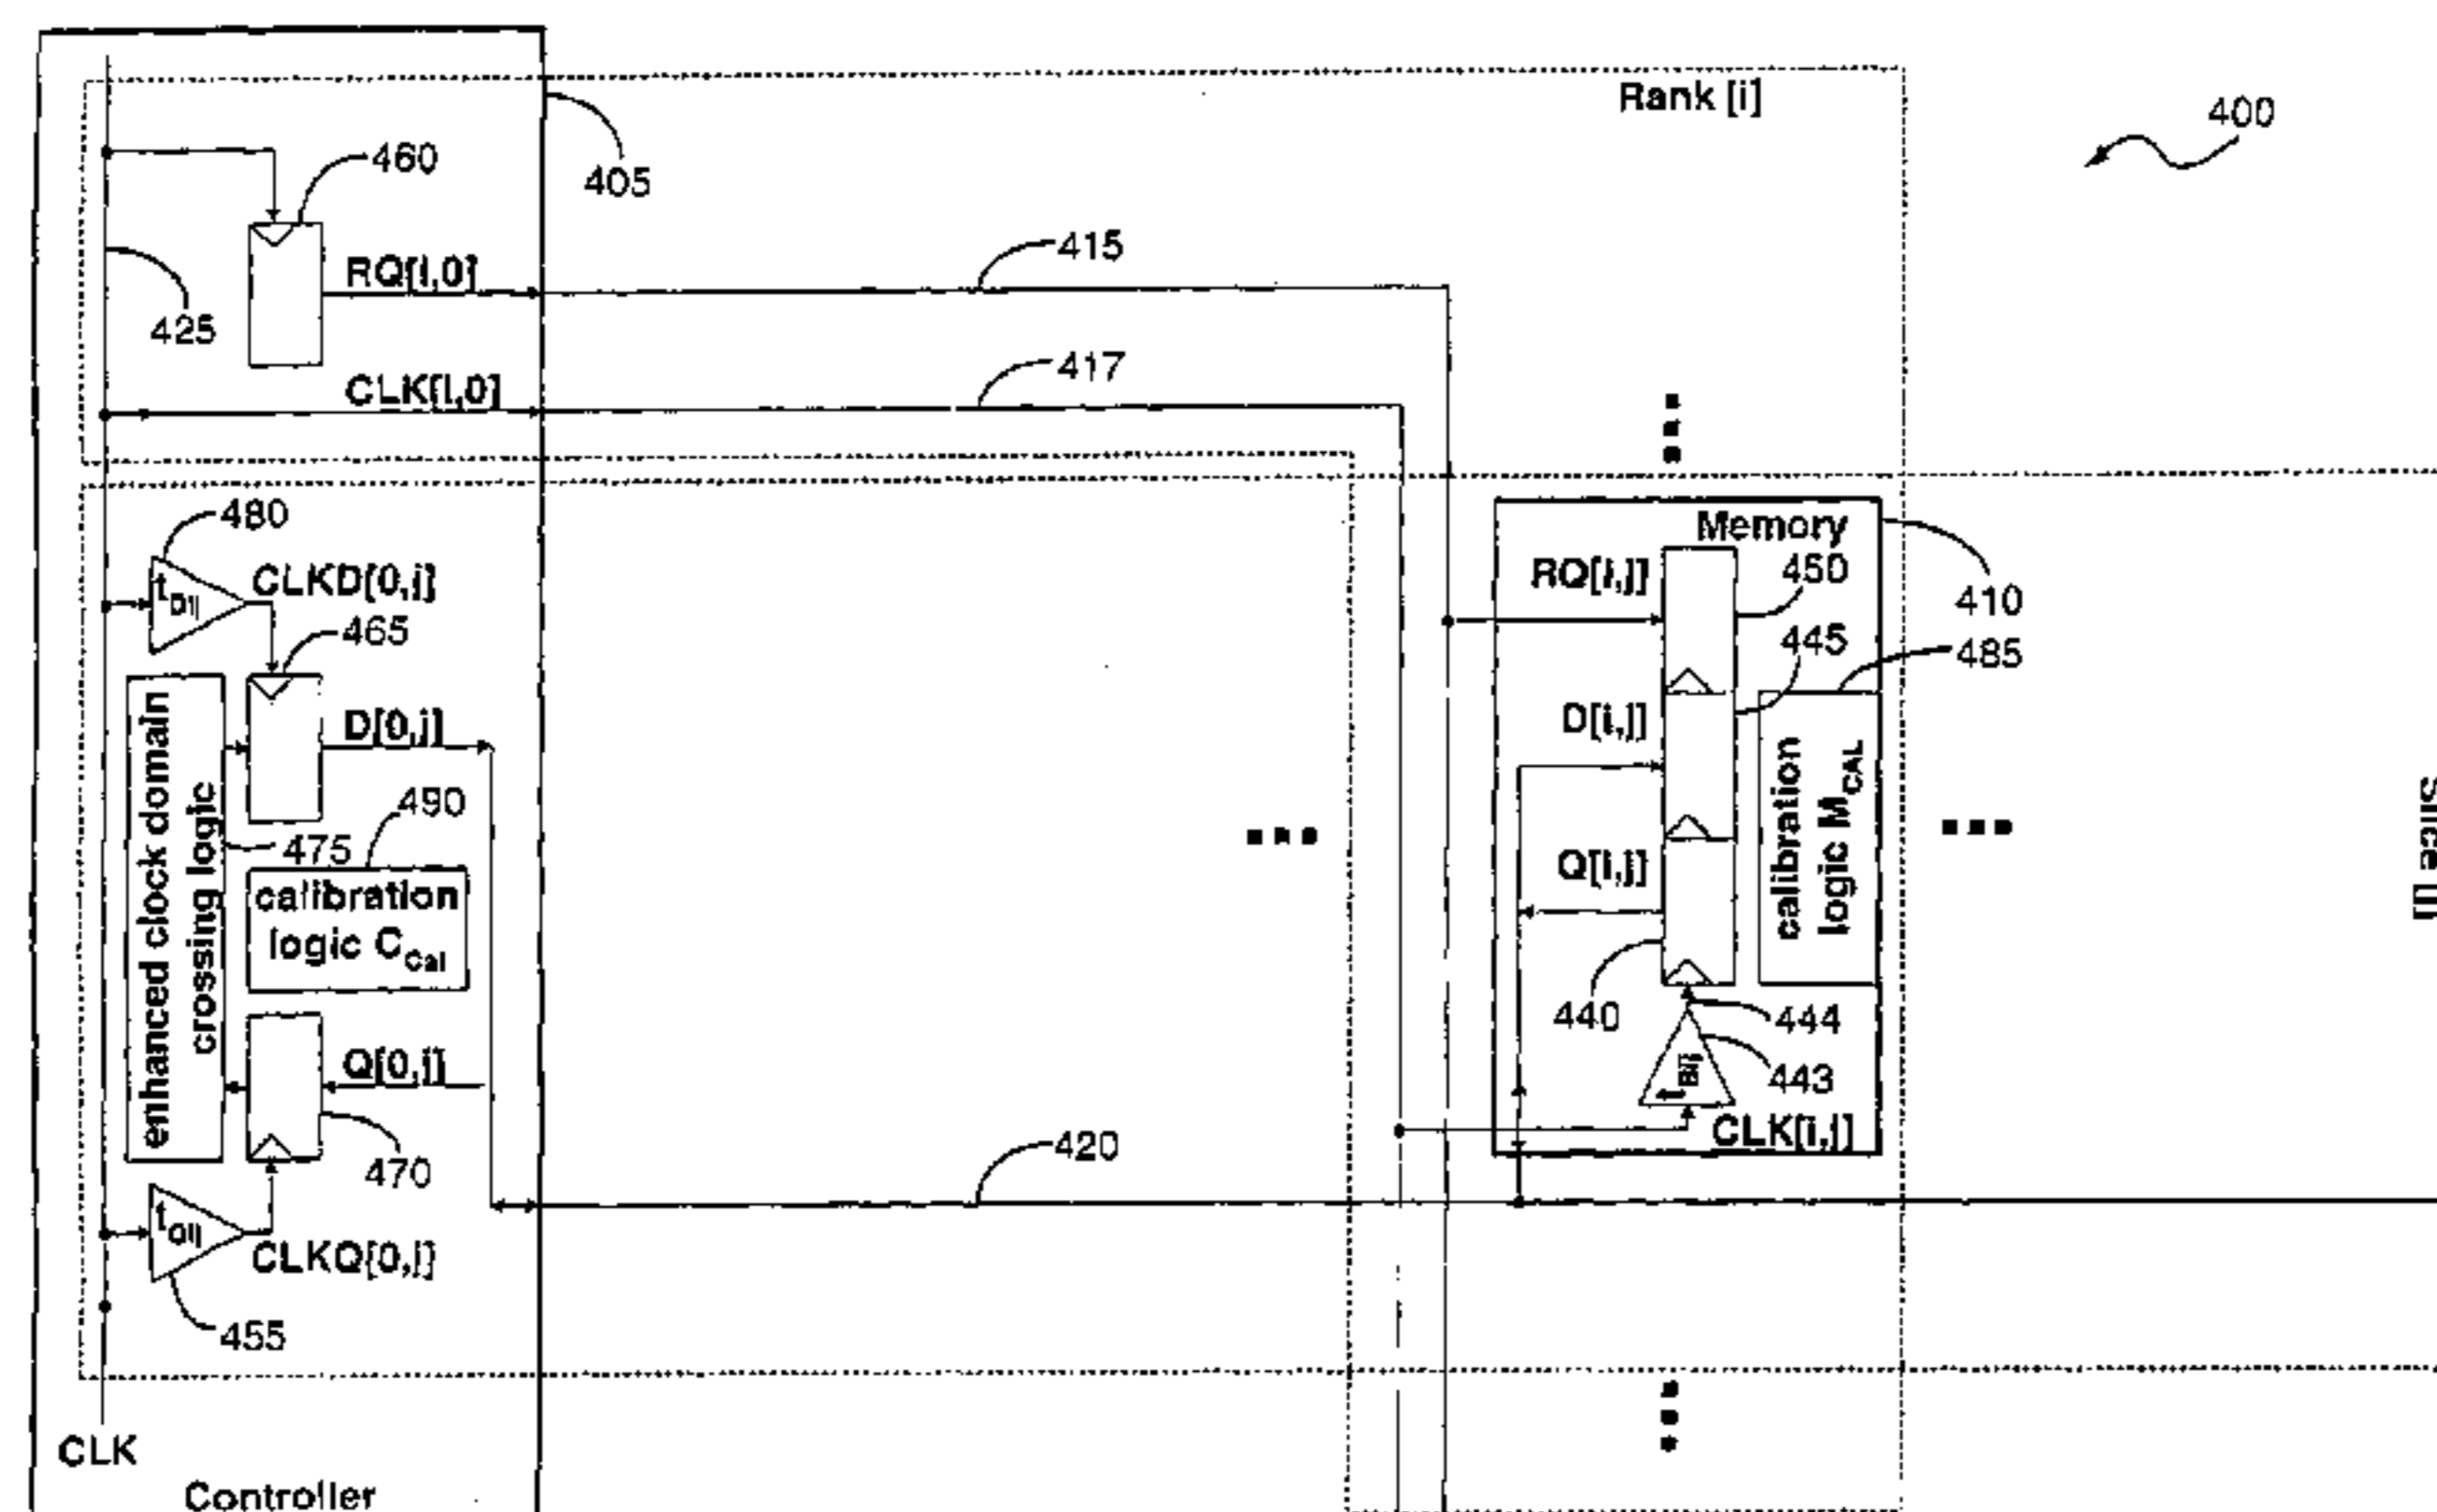 Rank [i]
400
460
405
415
RQ[i,0]
425
417
CLK[i,0]
480
Memory
CLKD[0,j]
RQ[i,j]
450
410
t_Dij
465
445
485
D[0,j]
D[i,j]
490
475
enhanced clock domain
crossing logic
calibration
logic C_Cal
Q[i,j]
calibration
logic M_CAL
Slice [j]
440
444
Q[0,j]
443
t_Bij
470
420
CLK[i,j]
t_Qij
CLKQ[0,j]
455
CLK
Controller